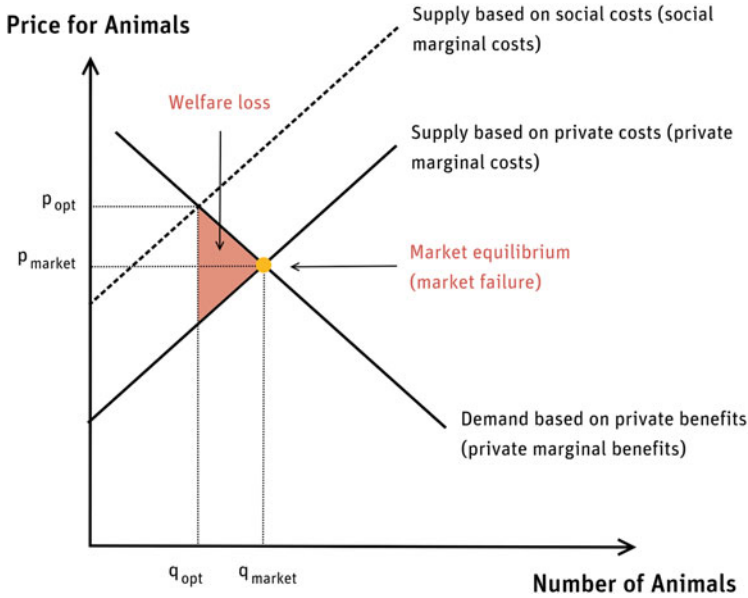 Price for Animals
Supply based on social costs (social
marginal costs)
Welfare loss
Supply based on private costs (private
marginal costs)
p opt
p market
Market equilibrium
(market failure)
Demand based on private benefits
(private marginal benefits)
q opt
q market
Number of Animals